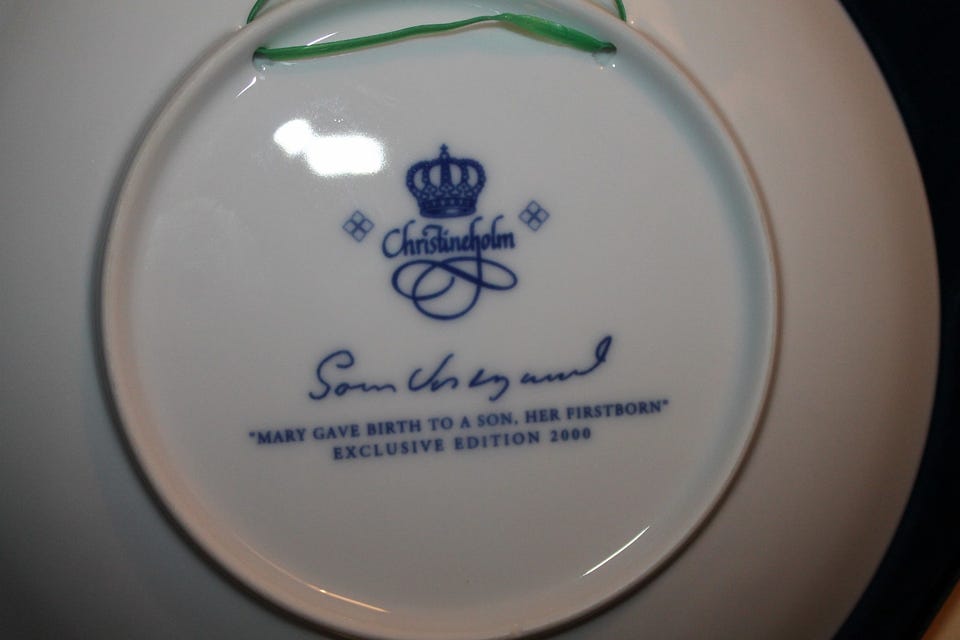 Christineholm
"MARY GAVE BIRTH TO A SON, HER FIRSTBORN"
EXCLUSIVE EDITION 2000